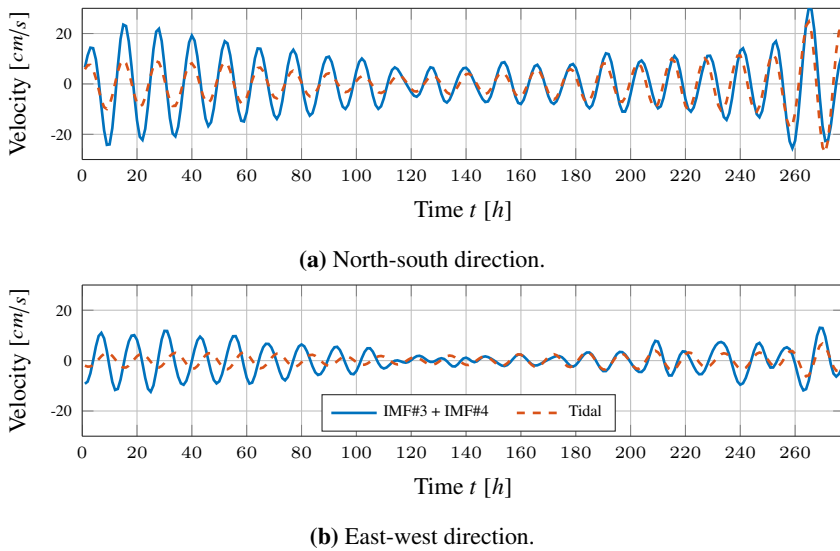 20
0
-20
Velocity [cm/s]
0 20 40 60 80 100 120 140 160 180 200 220 240 260
Time t [h]
(a) North-south direction.
20
0
-20
Velocity [cm/s]
IMF#3 + IMF#4 Tidal
0 20 40 60 80 100 120 140 160 180 200 220 240 260
Time t [h]
(b) East-west direction.